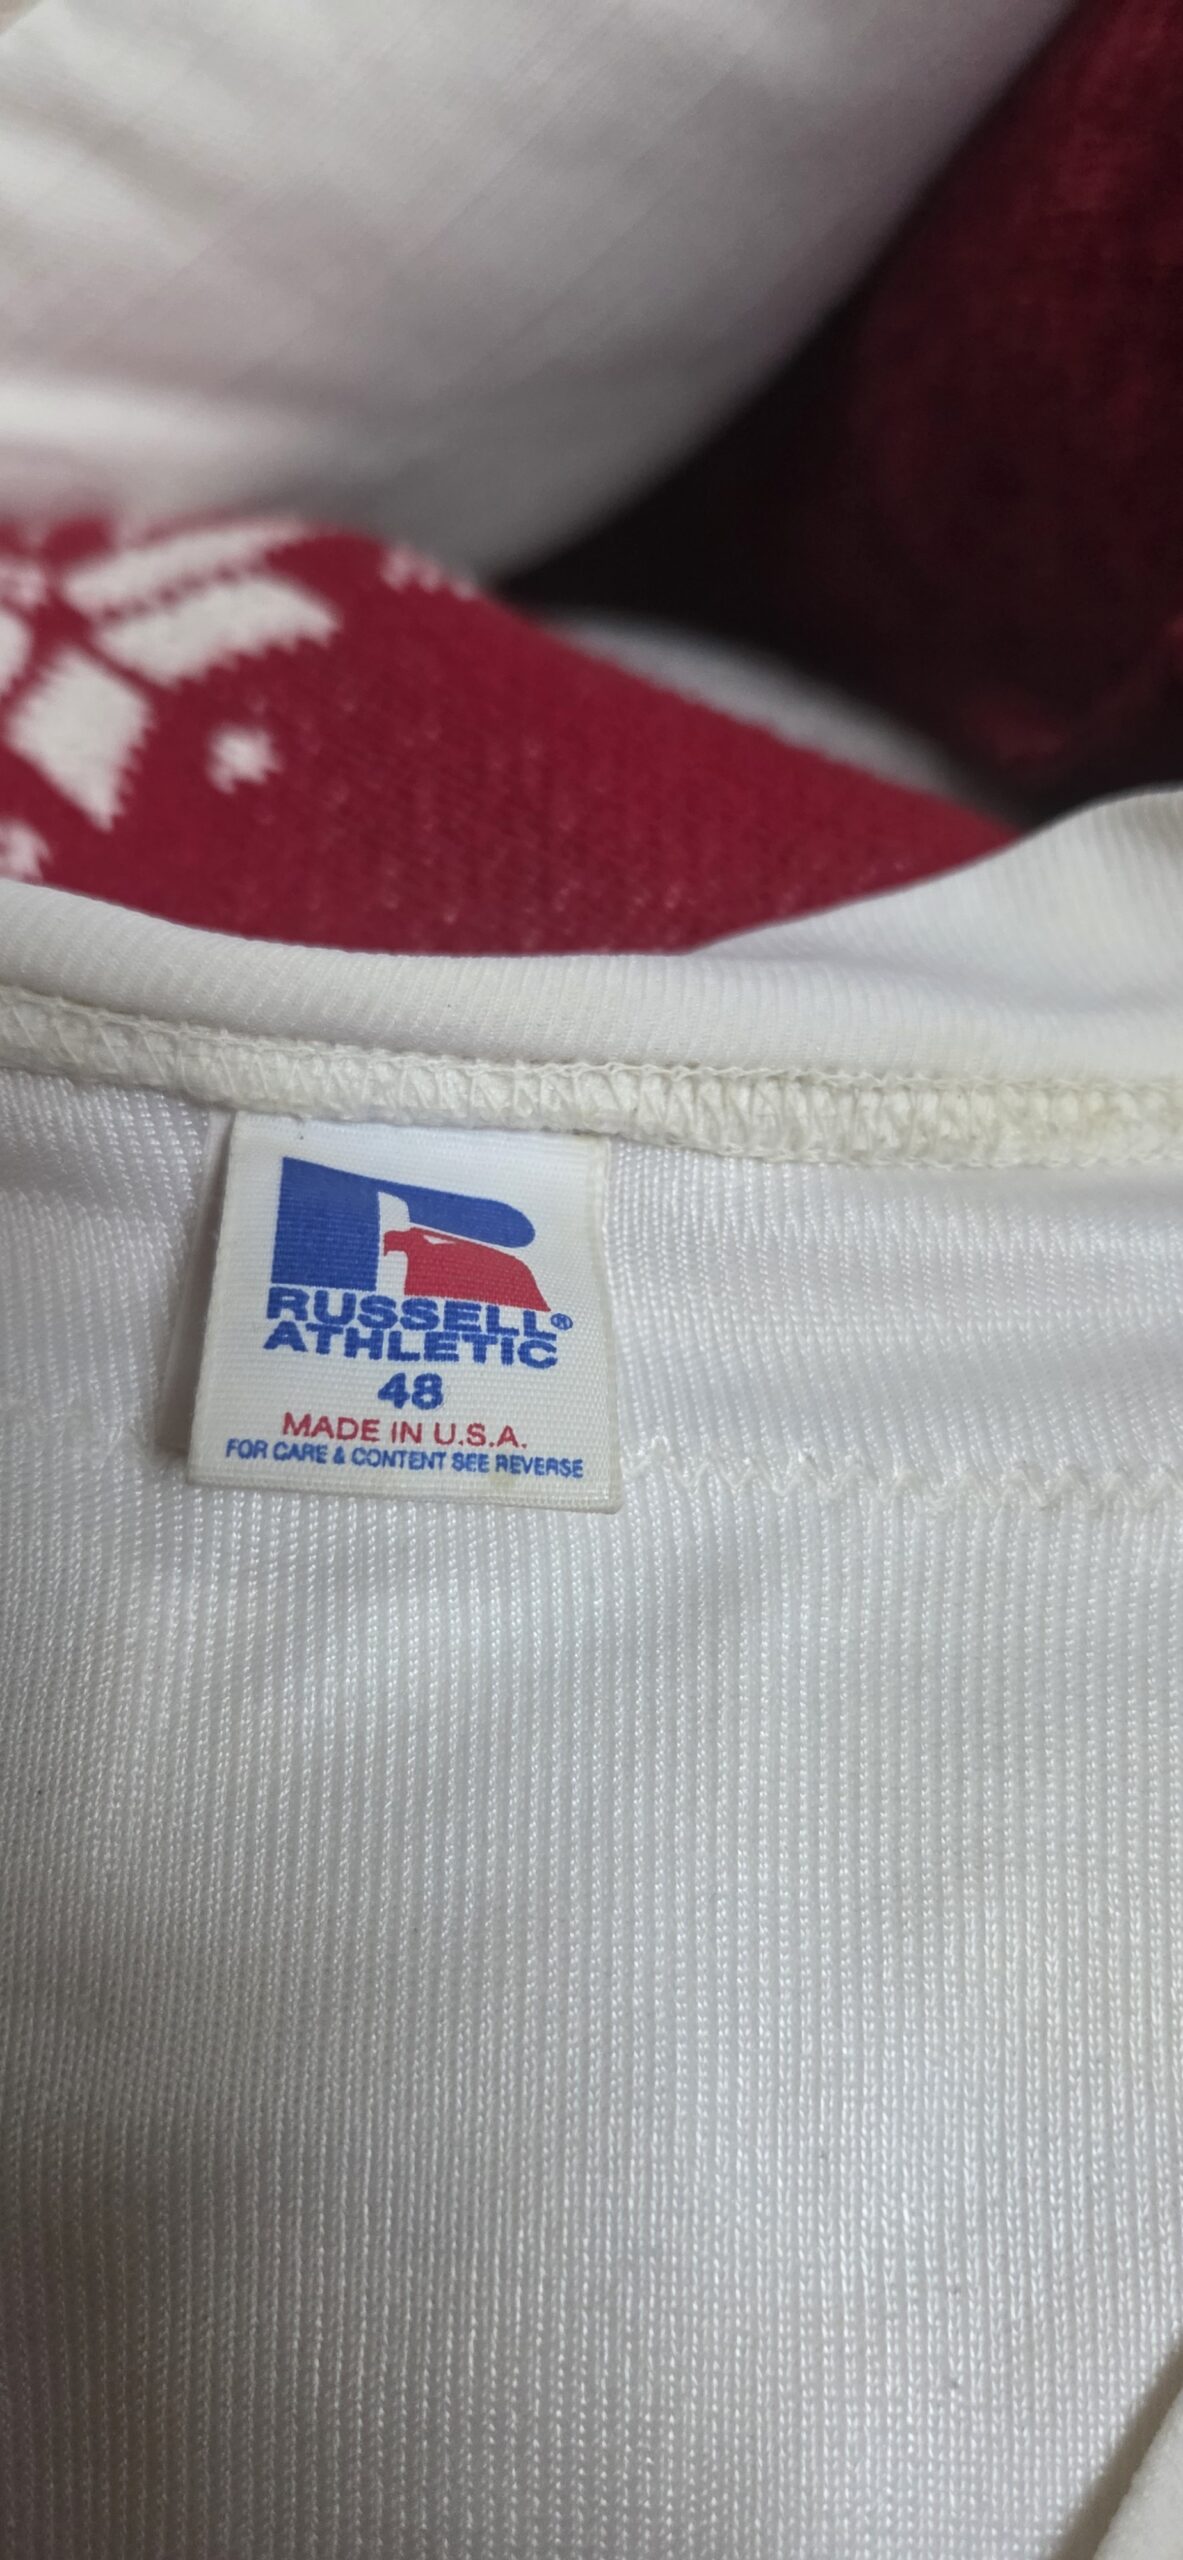 RUSSELL®
ATHLETIC
48
MADE IN U.S.A.
FOR CARE & CONTENT SEE REVERSE